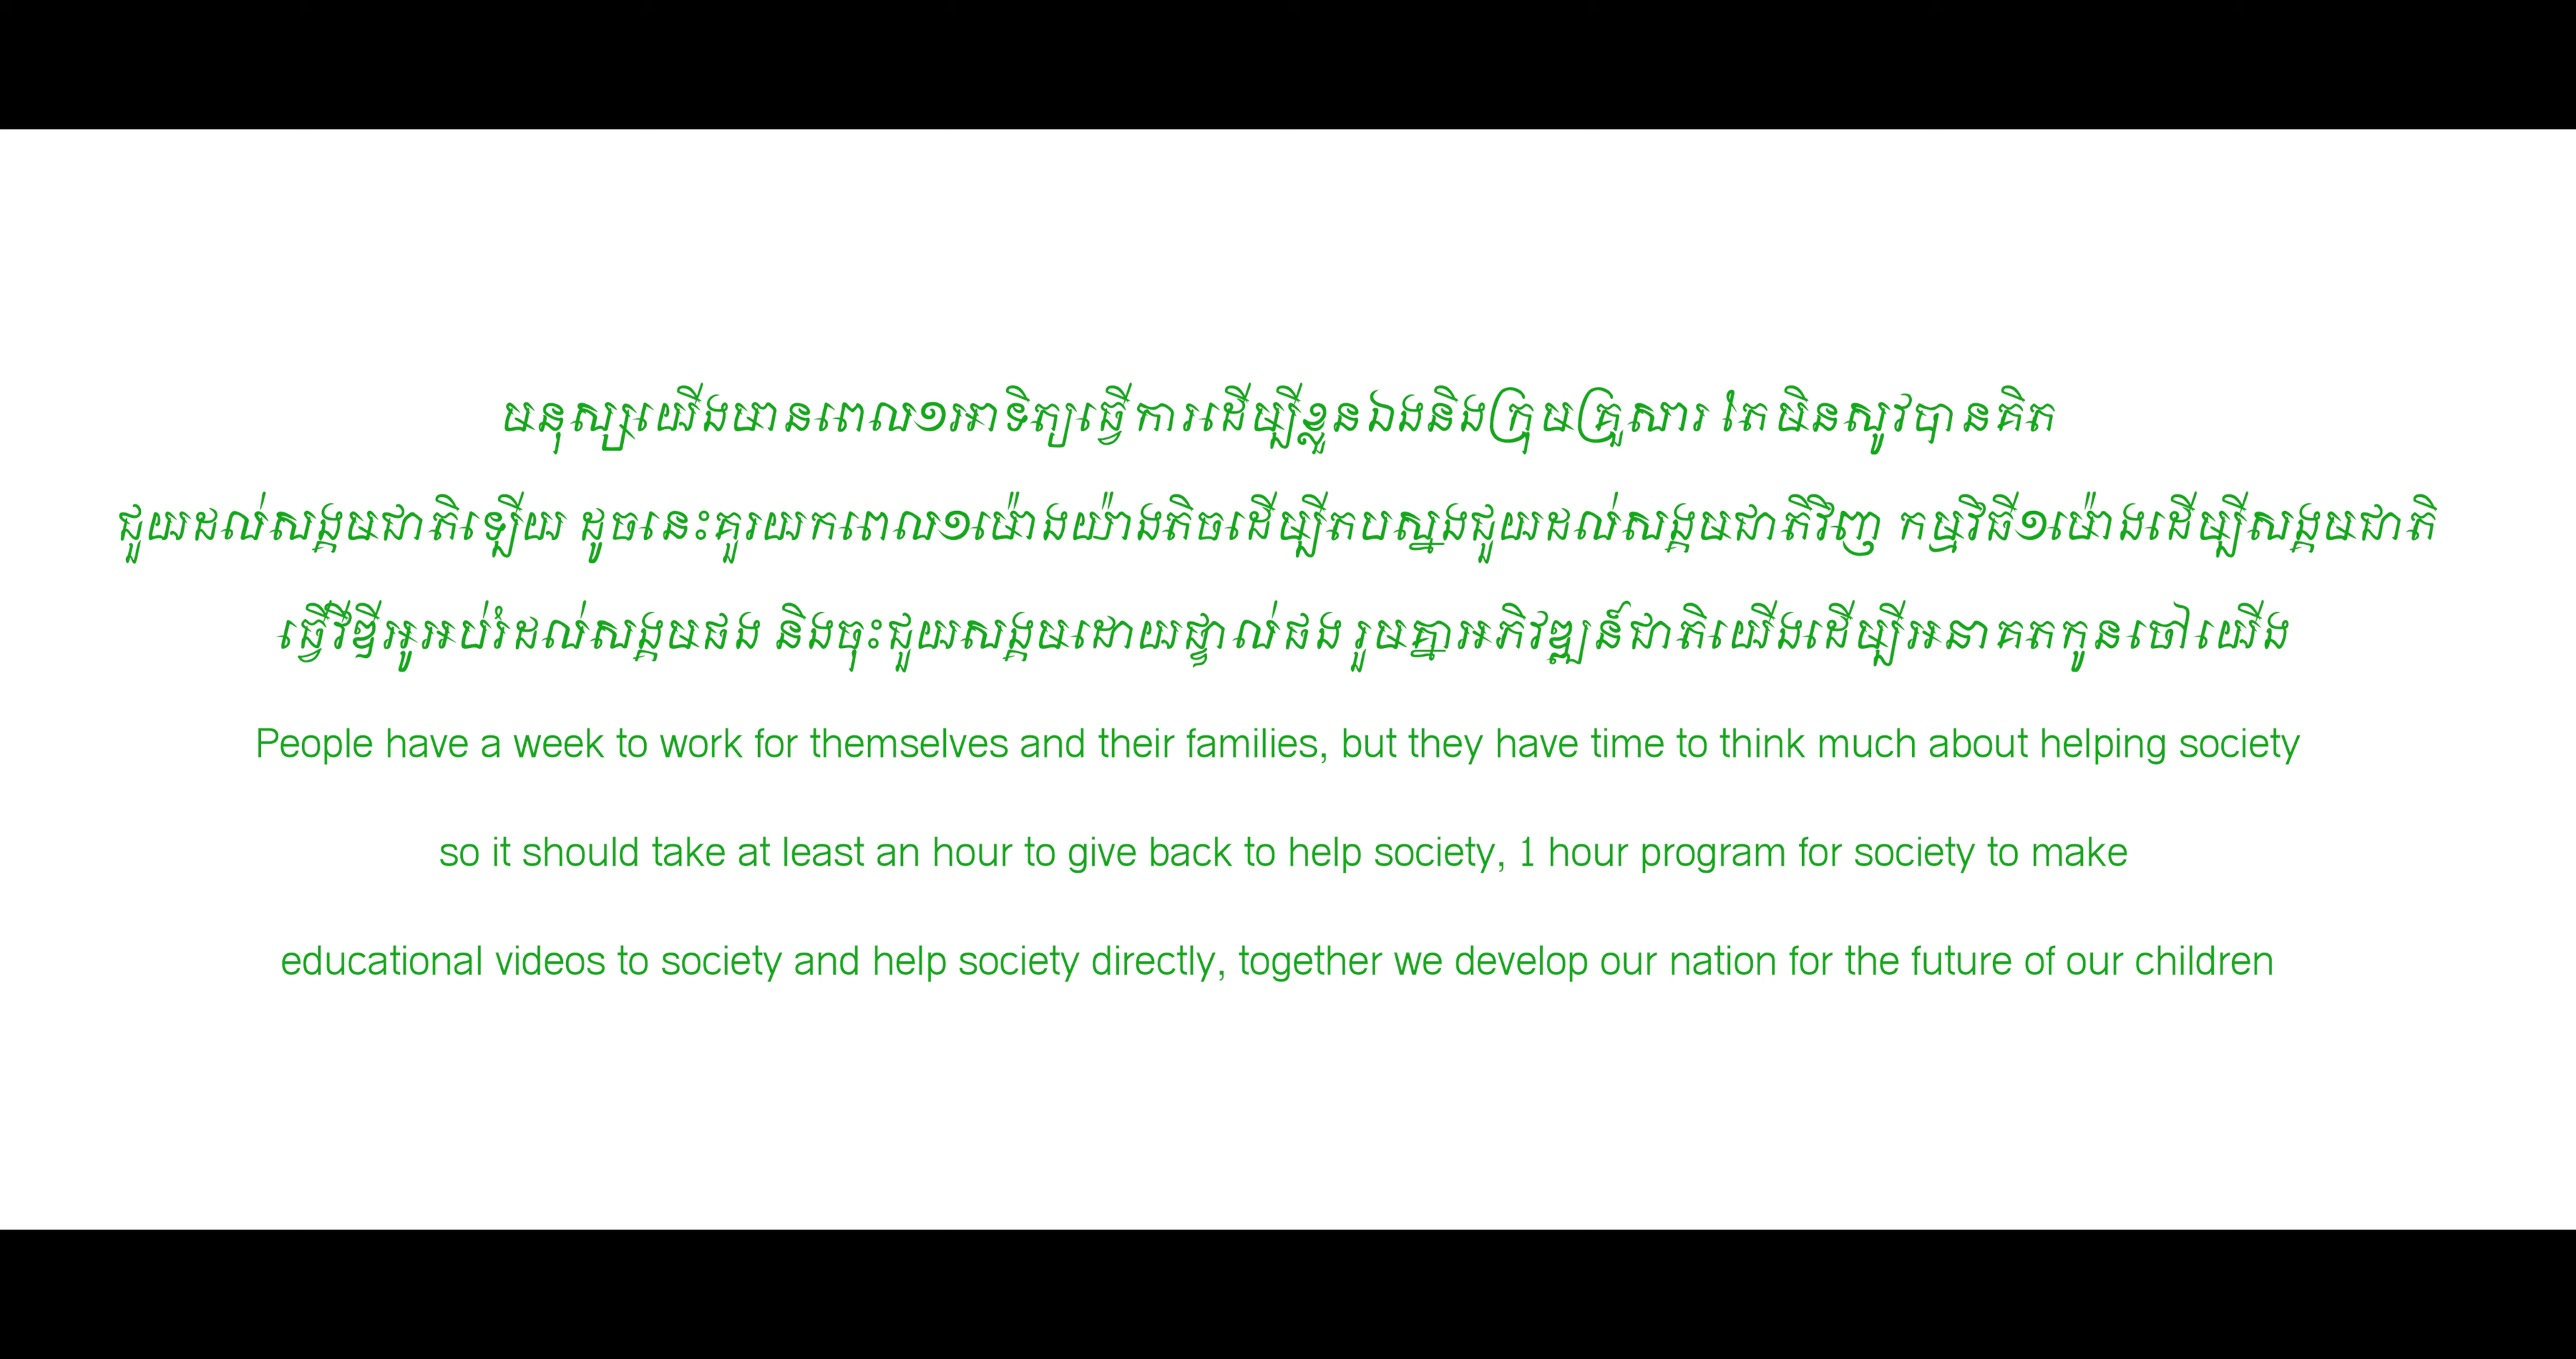 មនុស្សយើងមានពេល១អាទិត្យធ្វើការដើម្បីខ្លួនឯងនិងក្រុមគ្រួសារ តែមិនសូវបានគិត
ជួយដល់សង្គមជាតិឡើយ ដូចនេះគួរយកពេល១ម៉ោងយ៉ាងតិចដើម្បីតបស្នងជួយដល់សង្គមជាតិវិញ កម្មវិធី១ម៉ោងដើម្បីសង្គមជាតិ
ធ្វើវីឌីអូអប់រំដល់សង្គមផង និងចុះជួយសង្គមដោយផ្ទាល់ផង រួមគ្នាអភិវឌ្ឍន៍ជាតិយើងដើម្បីអនាគតកូនចៅយើង
People have a week to work for themselves and their families, but they have time to think much about helping society
so it should take at least an hour to give back to help society, 1 hour program for society to make
educational videos to society and help society directly, together we develop our nation for the future of our children